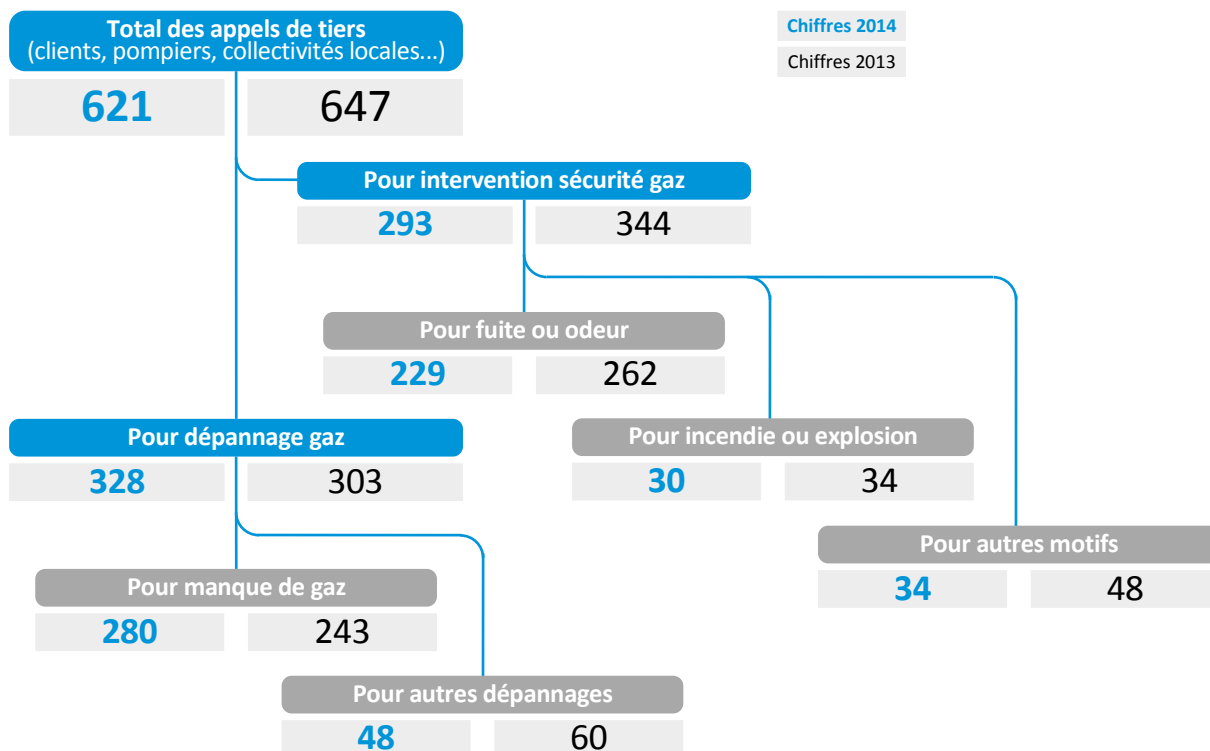 Total des appels de tiers
(clients, pompiers, collectivités locales...)
621 647
Chiffres 2014
Chiffres 2013
Pour intervention sécurité gaz
293 344
Pour fuite ou odeur
229 262
Pour dépannage gaz
328 303
Pour incendie ou explosion
30 34
Pour autres motifs
34 48
Pour manque de gaz
280 243
Pour autres dépannages
48 60